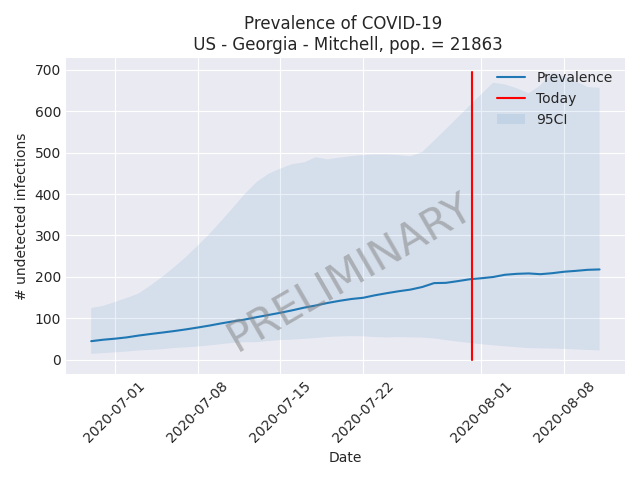 Prevalence of COVID-19
US - Georgia - Mitchell, pop. = 21863
700
600
500
400
300
200
100
0
# undetected infections
Prevalence
Today
95CI
PRELIMINARY
2020-07-01
2020-07-08
2020-07-15
2020-07-22
2020-08-01
2020-08-08
Date